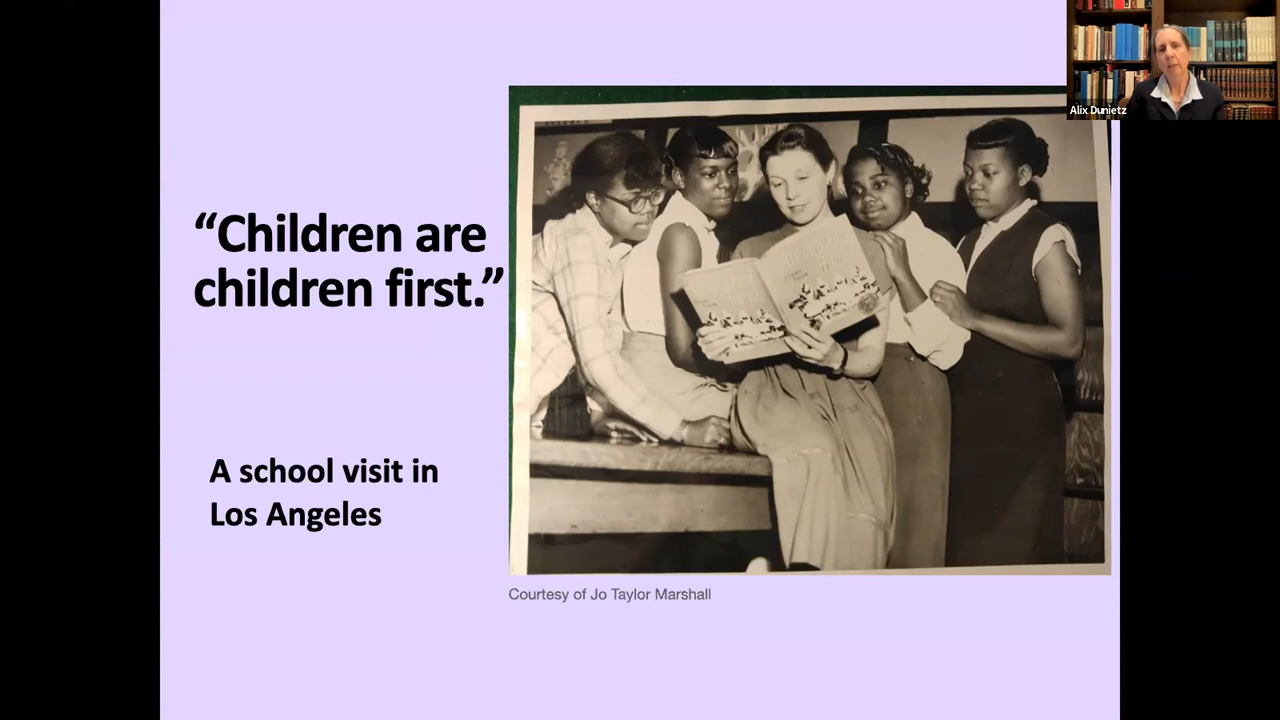 Alix Dunietz
“Children are
children first.”
A school visit in
Los Angeles
Courtesy of Jo Taylor Marshall